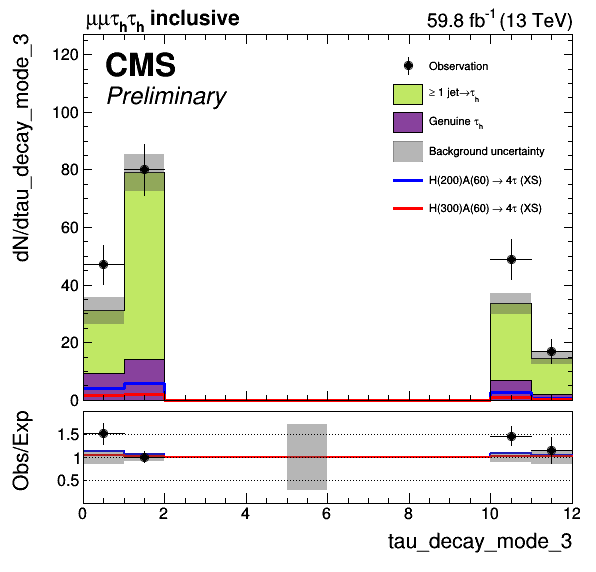 μμτhτh inclusive
59.8 fb-1 (13 TeV)
CMS
Preliminary
Observation
≥ 1 jet→τh
Genuine τh
Background uncertainty
H(200)A(60) → 4τ (XS)
H(300)A(60) → 4τ (XS)
dN/dtau_decay_mode_3
120
100
80
60
40
20
0
Obs/Exp
1.5
1
0.5
0 2 4 6 8 10 12
tau_decay_mode_3